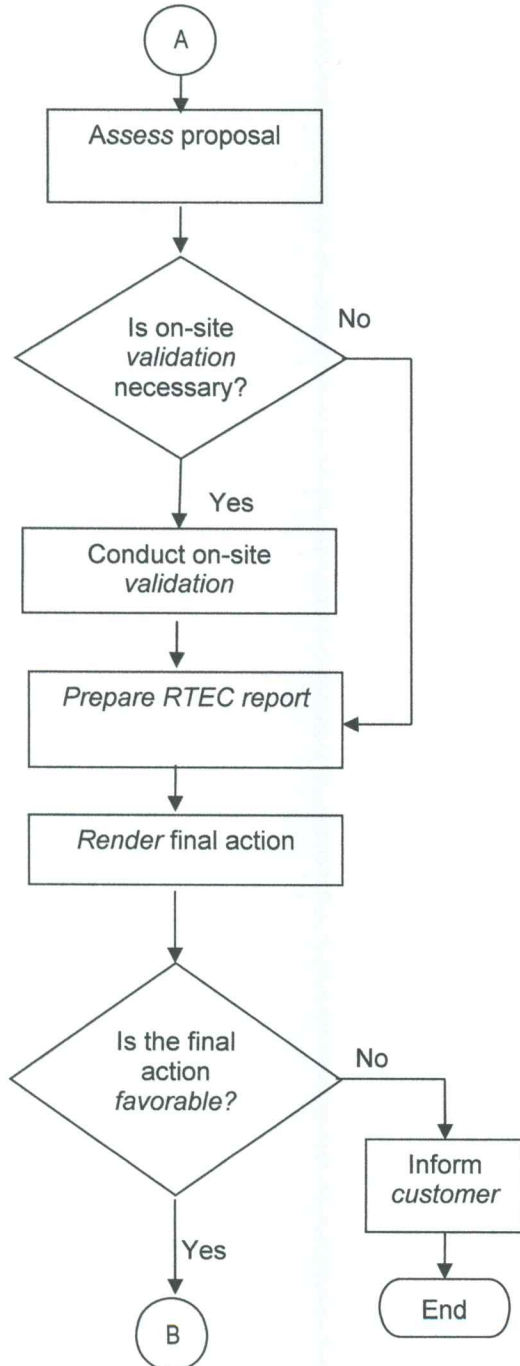 A
Assess proposal
Is on-site
validation
necessary?
No
Yes
Conduct on-site
validation
Prepare RTEC report
Render final action
Is the final
action
favorable?
No
Inform
customer
Yes
End
B